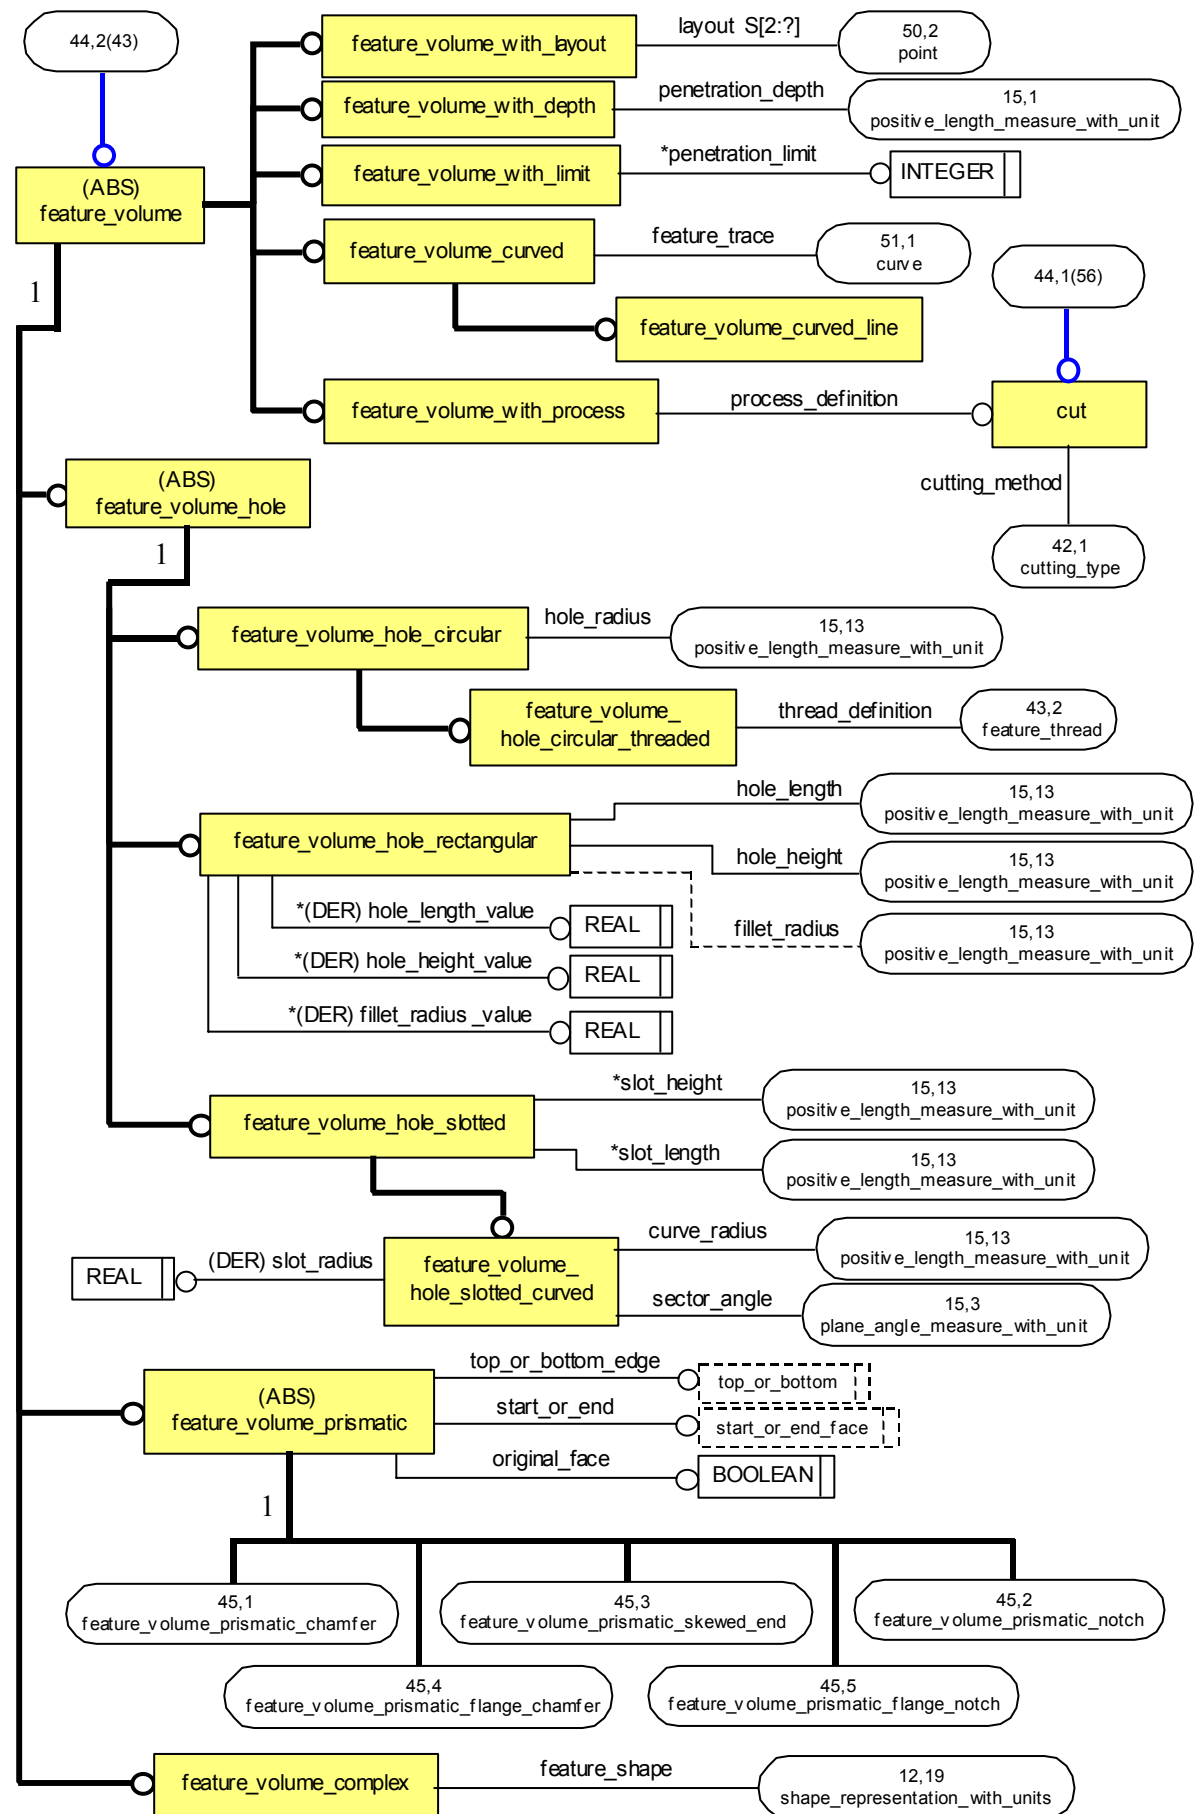 44,2(43)
feature_volume_with_layout
layout S[2:?]
50,2
point
feature_volume_with_depth
penetration_depth
15,1
positive_length_measure_with_unit
(ABS)
feature_volume
feature_volume_with_limit
*penetration_limit
INTEGER
feature_volume_curved
feature_trace
51,1
curve
44,1(56)
1
feature_volume_curved_line
feature_volume_with_process
process_definition
cut
(ABS)
feature_volume_hole
cutting_method
1
42,1
cutting_type
feature_volume_hole_circular
hole_radius
15,13
positive_length_measure_with_unit
feature_volume_
hole_circular_threaded
thread_definition
43,2
feature_thread
feature_volume_hole_rectangular
hole_length
15,13
positive_length_measure_with_unit
hole_height
15,13
positive_length_measure_with_unit
*(DER) hole_length_value
REAL
fillet_radius
15,13
positive_length_measure_with_unit
*(DER) hole_height_value
REAL
*(DER) fillet_radius _value
REAL
feature_volume_hole_slotted
*slot_height
15,13
positive_length_measure_with_unit
*slot_length
15,13
positive_length_measure_with_unit
REAL
(DER) slot_radius
feature_volume_
hole_slotted_curved
curve_radius
15,13
positive_length_measure_with_unit
sector_angle
15,3
plane_angle_measure_with_unit
(ABS)
feature_volume_prismatic
top_or_bottom_edge
top_or_bottom
start_or_end
start_or_end_face
original_face
BOOLEAN
1
45,1
feature_volume_prismatic_chamfer
45,3
feature_volume_prismatic_skewed_end
45,2
feature_volume_prismatic_notch
45,4
feature_volume_prismatic_flange_chamfer
45,5
feature_volume_prismatic_flange_notch
feature_volume_complex
feature_shape
12,19
shape_representation_with_units